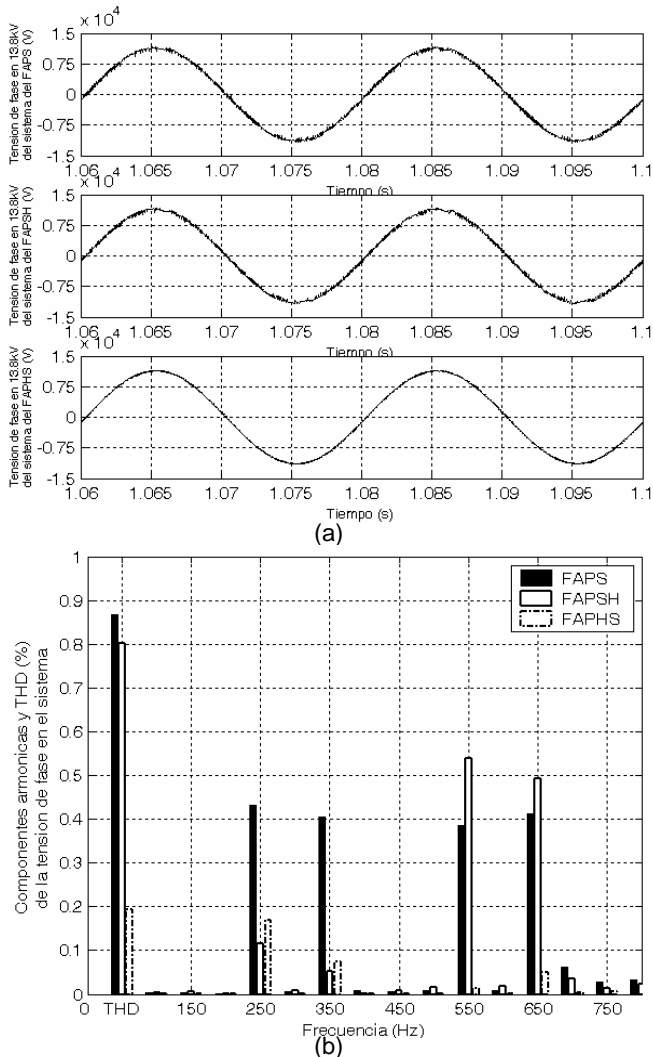 x 10^4
Tension de fase en 13.8kV
del sistema del FAPS (V)
1.5
0.75
0
-0.75
-1.5
1.06 1.065 1.07 1.075 1.08 1.085 1.09 1.095 1.1
Tiempo (s)
x 10^4
Tension de fase en 13.8kV
del sistema del FAPSH (V)
1.5
0.75
0
-0.75
-1.5
1.06 1.065 1.07 1.075 1.08 1.085 1.09 1.095 1.1
Tiempo (s)
x 10^4
Tension de fase en 13.8kV
del sistema del FAPHS (V)
1.5
0.75
0
-0.75
-1.5
1.06 1.065 1.07 1.075 1.08 1.085 1.09 1.095 1.1
Tiempo (s)
(a)
Componentes armonicas y THD (%)
de la tension de fase en el sistema
1
0.9
0.8
0.7
0.6
0.5
0.4
0.3
0.2
0.1
0
FAPS
FAPSH
FAPHS
0 THD 150 250 350 450 550 650 750
Frecuencia (Hz)
(b)